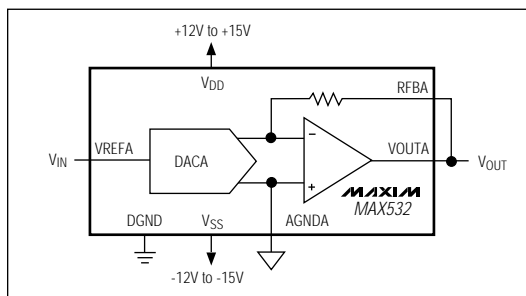 +12V to +15V
VDD
RFBA
VREFA
VIN
DACA
−
+
VOUTA
VOUT
MAXIM
MAX532
DGND
VSS
AGNDA
-12V to -15V